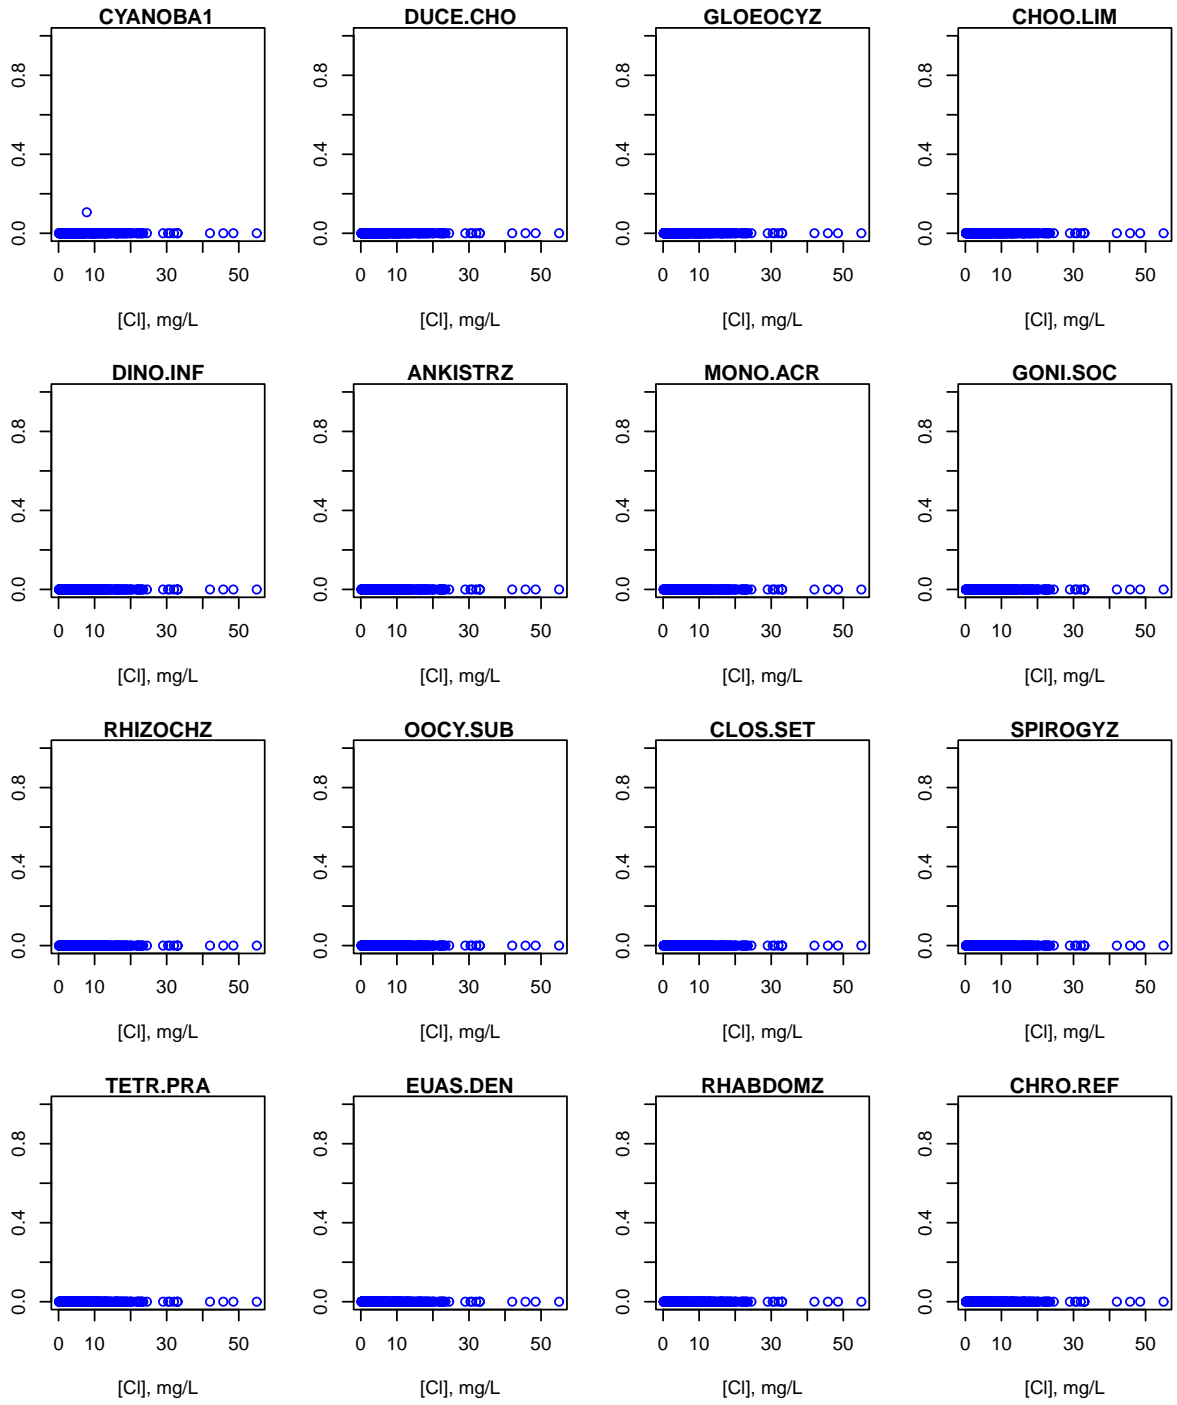 CYANOBA1 DUCE.CHO GLOEOCYZ CHOO.LIM
0.8 0.8 0.8 0.8
0.4 0.4 0.4 0.4
0.0 0.0 0.0 0.0
0 10 30 50 0 10 30 50 0 10 30 50 0 10 30 50
[Cl], mg/L [Cl], mg/L [Cl], mg/L [Cl], mg/L
DINO.INF ANKISTRZ MONO.ACR GONI.SOC
0.8 0.8 0.8 0.8
0.4 0.4 0.4 0.4
0.0 0.0 0.0 0.0
0 10 30 50 0 10 30 50 0 10 30 50 0 10 30 50
[Cl], mg/L [Cl], mg/L [Cl], mg/L [Cl], mg/L
RHIZOCHZ OOCY.SUB CLOS.SET SPIROGYZ
0.8 0.8 0.8 0.8
0.4 0.4 0.4 0.4
0.0 0.0 0.0 0.0
0 10 30 50 0 10 30 50 0 10 30 50 0 10 30 50
[Cl], mg/L [Cl], mg/L [Cl], mg/L [Cl], mg/L
TETR.PRA EUAS.DEN RHABDOMZ CHRO.REF
0.8 0.8 0.8 0.8
0.4 0.4 0.4 0.4
0.0 0.0 0.0 0.0
0 10 30 50 0 10 30 50 0 10 30 50 0 10 30 50
[Cl], mg/L [Cl], mg/L [Cl], mg/L [Cl], mg/L